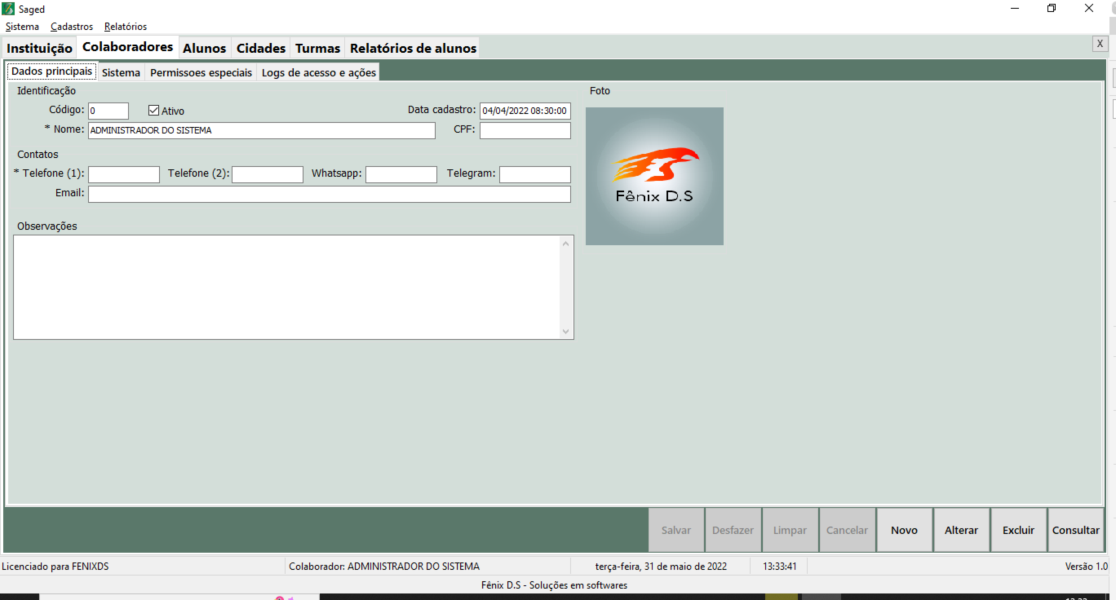 Saged
Sistema Cadastros Relatórios
Instituição Colaboradores Alunos Cidades Turmas Relatórios de alunos X
Dados principais Sistema Permissoes especiais Logs de acesso e ações
Identificação Foto
Código: 0 Ativo Data cadastro: 04/04/2022 08:30:00
* Nome: ADMINISTRADOR DO SISTEMA CPF:
Contatos
* Telefone (1): Telefone (2): Whatsapp: Telegram:
Email:
Fênix D.S
Observações
Salvar Desfazer Limpar Cancelar Novo Alterar Excluir Consultar
Licenciado para FENIXDS Colaborador: ADMINISTRADOR DO SISTEMA terça-feira, 31 de maio de 2022 13:33:41 Versão 1.0
Fênix D.S - Soluções em softwares